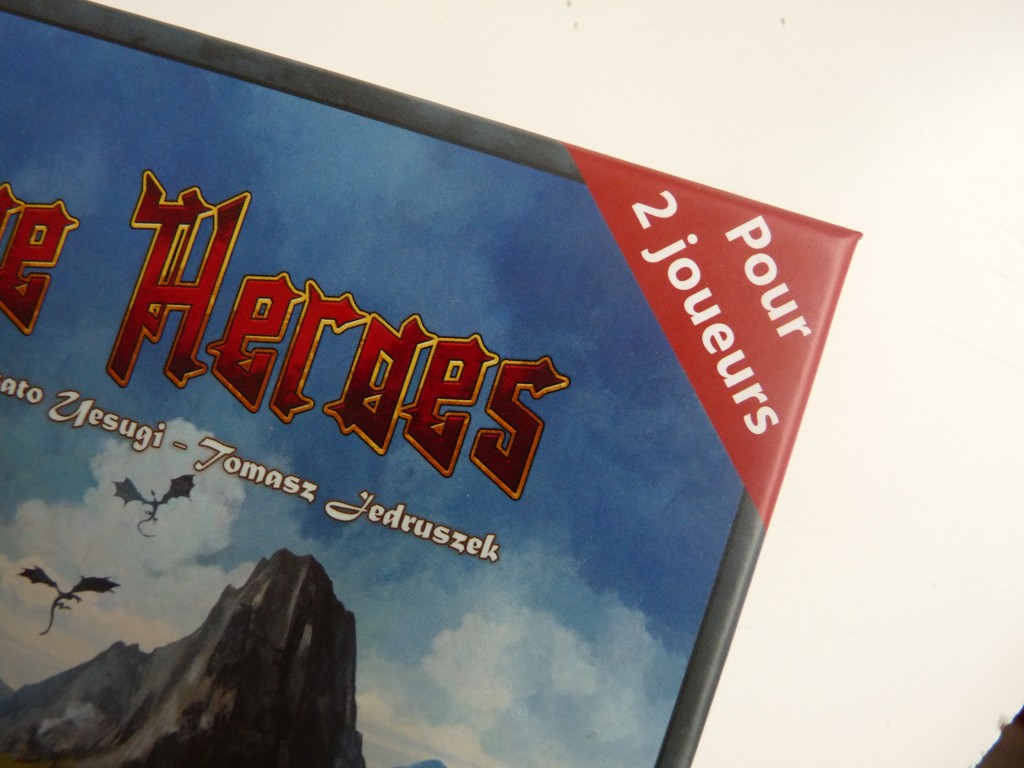 Heroes
Uesugi - Tomasz Jedruszek
Pour
2 joueurs